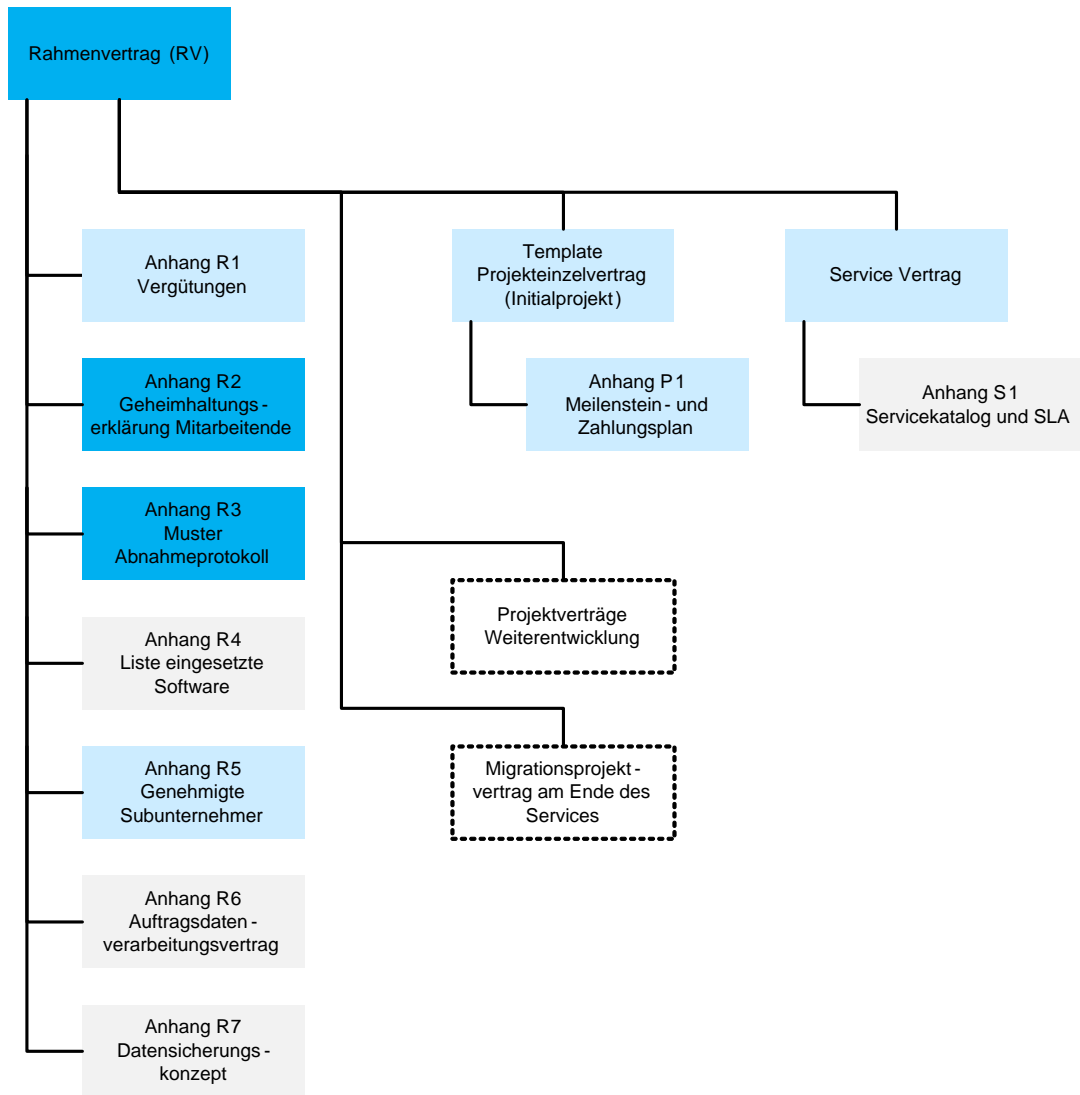 Rahmenvertrag (RV)
Anhang R1
Vergütungen
Anhang R2
Geheimhaltungs-
erklärung Mitarbeitende
Anhang R3
Muster
Abnahmeprotokoll
Anhang R4
Liste eingesetzte
Software
Anhang R5
Genehmigte
Subunternehmer
Anhang R6
Auftragsdaten-
verarbeitungsvertrag
Anhang R7
Datensicherungs-
konzept
Template
Projekteinzelvertrag
(Initialprojekt)
Anhang P1
Meilenstein- und
Zahlungsplan
Projektverträge
Weiterentwicklung
Migrationsprojekt-
vertrag am Ende des
Services
Service Vertrag
Anhang S1
Servicekatalog und SLA